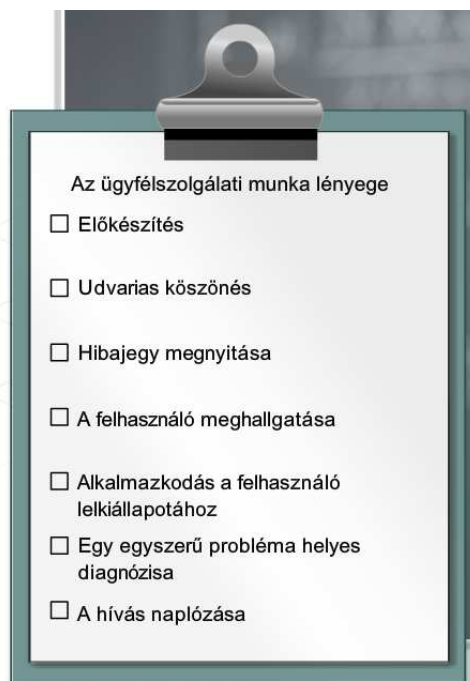 Az ügyfélszolgálati munka lényege
Előkészítés
Udvarias köszönés
Hibajegy megnyitása
A felhasználó meghallgatása
Alkalmazkodás a felhasználó
lelkiállapotához
Egy egyszerű probléma helyes
diagnózisa
A hívás naplózása